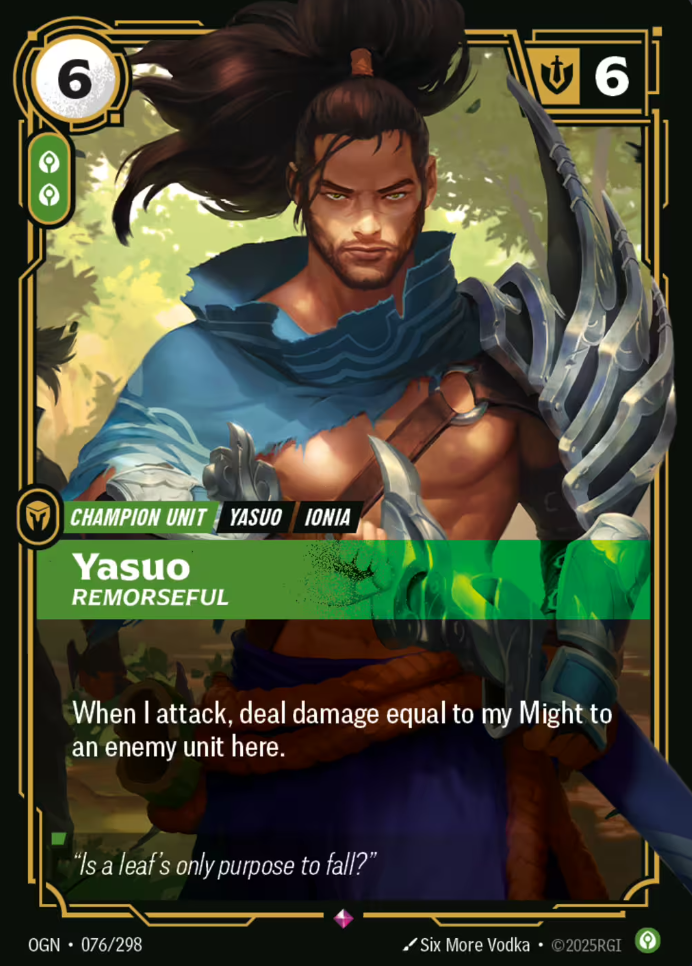 6
6
CHAMPION UNIT YASUO IONIA
Yasuo
REMORSEFUL
When I attack, deal damage equal to my Might to
an enemy unit here.
“Is a leaf’s only purpose to fall?”
OGN • 076/298 Six More Vodka • ©2025RGI